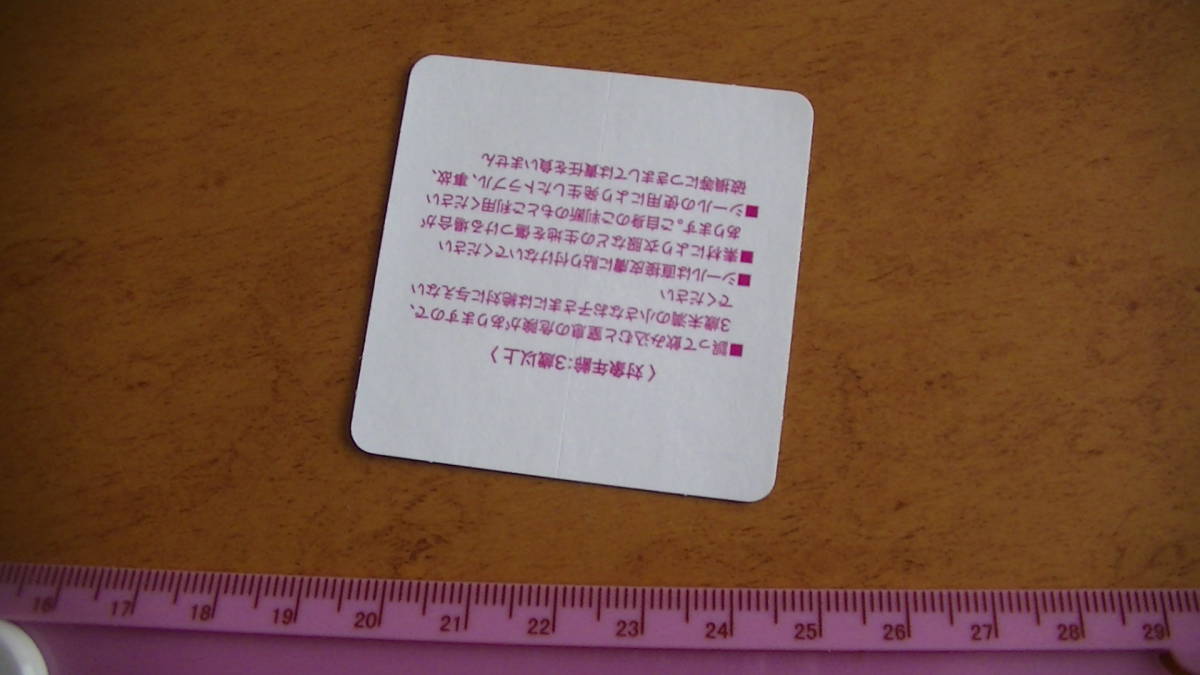 〈対象年齢:3歳以上〉
■誤って飲み込むと窒息の危険がありますので、
3歳未満の小さなお子さまには絶対に与えない
でください
■シールは直接皮膚に貼り付けないでください
■素材により衣服などの生地を傷つける場合が
あります。ご自身のご判断のもとご利用ください
■シールの使用により発生したトラブル、事故、
破損等につきましては責任を負いません
16 17 18 19 20 21 22 23 24 25 26 27 28 29